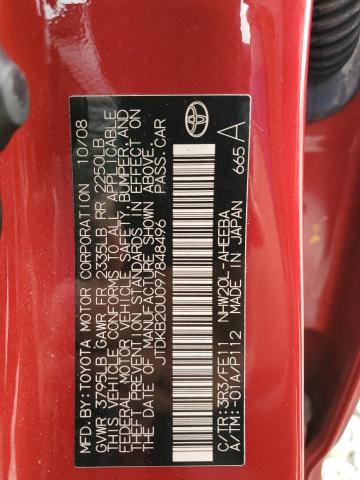 MFD.BY:TOYOTA MOTOR CORPORATION 10/08
GVWR 3795LB GAWR FR 2335LB RR 2250LB
THIS VEHICLE CONFORMS TO ALL APPLICABLE
FEDERAL MOTOR VEHICLE SAFETY, BUMPER, AND
THEFT PREVENTION STANDARDS IN EFFECT ON
THE DATE OF MANUFACTURE SHOWN ABOVE.
JTDKB20U097848496 PASS.CAR
C/TR: 3R3/FE11 NHW20L-AHEEBA
A/TM: -01A/P112 MADE IN JAPAN 665 A